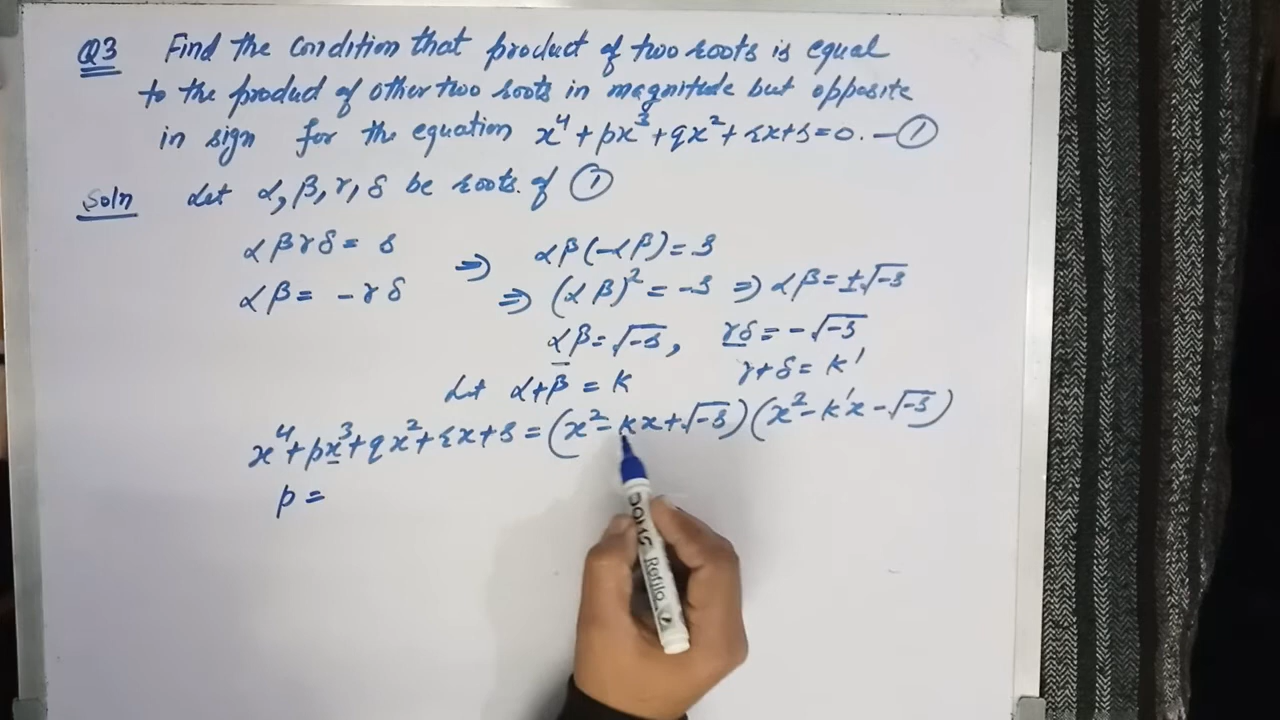 Q3 Find the Condition that product of two roots is equal
to the product of other two roots in magnitude but opposite
in sign for the equation x⁴ + px³ + qx² + rx + s = 0. — ①
Soln Let α, β, γ, δ be roots. of ①
αβγδ = s ⇒ αβ(-αβ) = s
αβ = -γδ ⇒ (αβ)² = -s ⇒ αβ = ±√-s
αβ = √-s, γδ = -√-s
Let α+β = k γ+δ = k'
x⁴ + px³ + qx² + rx + s = (x² - kx + √-s)(x² - k'x - √-s)
p =
DOMS Refilo